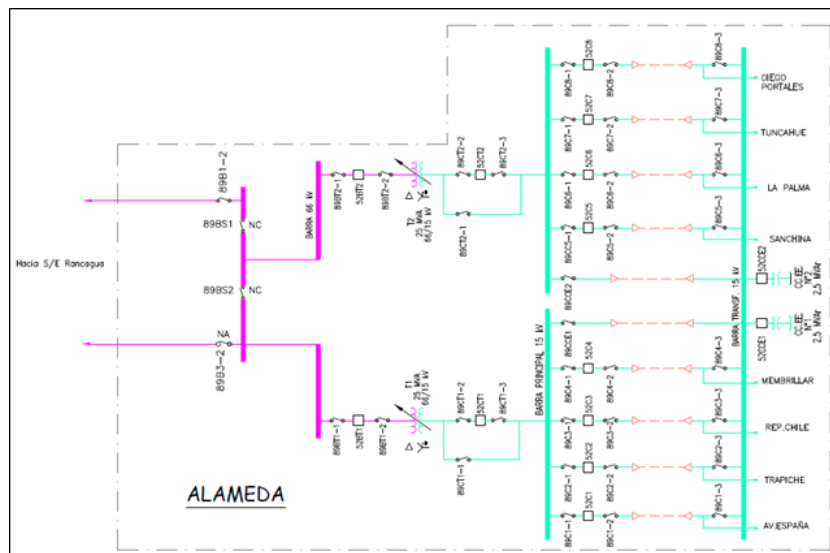 89B1-2
89BS1
NC
Hacia S/E Rancagua
89BS2
NC
NA
89B3-2
BARRA 66 kV
89BT2-1
52BT2
89BT2-2
T2
25 MVA
66/15 kV
89CT2-2
52CT2
89CT2-3
89CT2-1
89BT1-1
52BT1
89BT1-2
T1
25 MVA
66/15 kV
89CT1-2
52CT1
89CT1-3
89CT1-1
BARRA PRINCIPAL 15 kV
89C8-1
52C8
89C8-2
89C8-3
DIEGO
PORTALES
89C7-1
52C7
89C7-2
89C7-3
TUNCAHUE
89C6-1
52C6
89C6-2
89C6-3
LA PALMA
89CC5-1
52C5
89C5-2
89C5-3
SANCHINA
89CCE2
52CCE2
CC.EE.
N°2
2.5 MVAr
BARRA TRANSF. 15 kV
89CCE1
52CCE1
CC.EE.
N°1
2.5 MVAr
89C4-1
52C4
89C4-2
89C4-3
MEMBRILLAR
89C3-1
52C3
89C3-2
89C3-3
REP.CHILE
89C2-1
52C2
89C2-2
89C2-3
TRAPICHE
89C1-1
52C1
89C1-2
89C1-3
AV.ESPAÑA
ALAMEDA